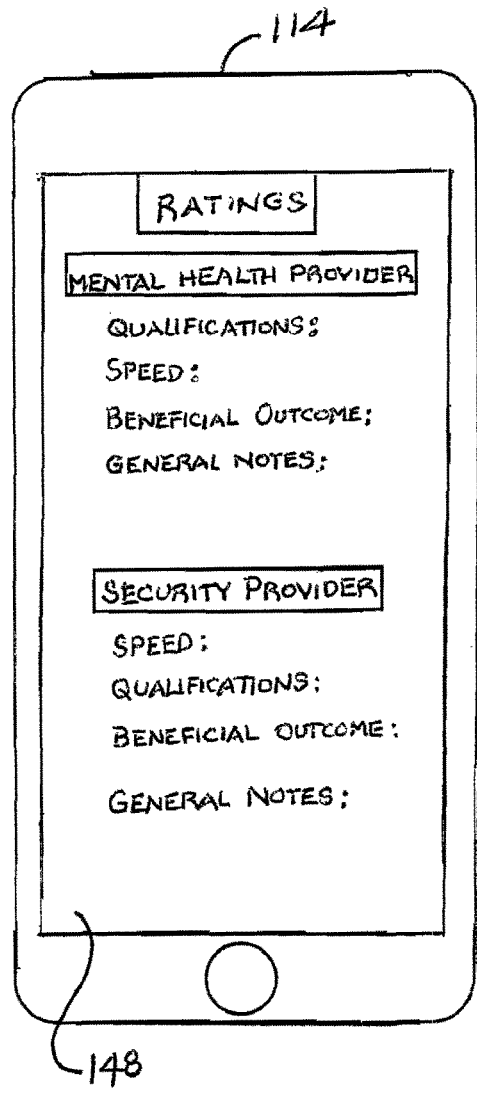 114
RATINGS
MENTAL HEALTH PROVIDER
QUALIFICATIONS:
SPEED:
BENEFICIAL OUTCOME:
GENERAL NOTES:
SECURITY PROVIDER
SPEED:
QUALIFICATIONS:
BENEFICIAL OUTCOME:
GENERAL NOTES:
148